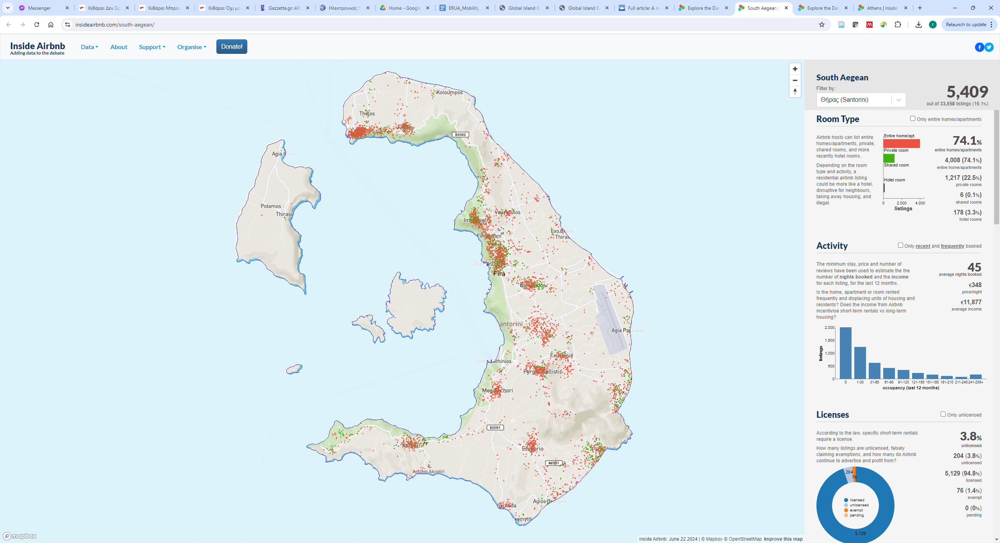 Messenger
Κιθάρα: Δεν Ξέ
Κιθάρα: Μπρα
Κιθάρα: Όχι μα
Gazzetta.gr: Αθ
Ηλεκτρονικές Υ
Home - Google
ERUA_Mobility_
Global Island E
Global Island E
Full article: A n
Explore the Dat
South Aegean |
Explore the Dat
Athens | Inside
insideairbnb.com/south-aegean/
t
Relaunch to update
Inside Airbnb
Adding data to the debate
Data
About
Support
Organise
Donate!
Koloumpos
Tholos
82II02
Agia Irini
Potamos
Thirasia
Vourvoulos
Exo Gialos
Thiras
Firostefani
Fira
Santorini
Agia Paraskevi
Exo Gonia
Ormos Athinios
Pyrgos Kallistis
Megalochori
82II01
Akrotiri
Emporio
82II01
Ancient Akrotiri
Agios Georgios
Vlychada
Exomytis
mapbox
Inside Airbnb: June 22 2024 | © Mapbox © OpenStreetMap Improve this map
South Aegean
Filter by:
Θήρας (Santorini)
5,409
out of 33,558 listings (16.1%)
Room Type
Only entire homes/apartments
Airbnb hosts can list entire
homes/apartments, private,
shared rooms, and more
recently hotel rooms.
Depending on the room
type and activity, a
residential airbnb listing
could be more like a hotel,
disruptive for neighbours,
taking away housing, and
illegal.
Entire home/apt
Private room
Shared room
Hotel room
0 2,000 4,000
listings
74.1%
entire homes/apartments
4,008 (74.1%)
entire home/apartments
1,217 (22.5%)
private rooms
6 (0.1%)
shared rooms
178 (3.3%)
hotel rooms
Activity
Only recent and frequently booked
The minimum stay, price and number of
reviews have been used to estimate the the
number of nights booked and the income
for each listing, for the last 12 months.
Is the home, apartment or room rented
frequently and displacing units of housing and
residents? Does the income from Airbnb
incentivise short-term rentals vs long-term
housing?
45
average nights booked
€348
price/night
€11,877
average income
2,000
1,500
1,000
500
0
listings
0 1-30 31-60 61-90 91-120 121-150 151-180 181-210 211-240 241-255+
occupancy (last 12 months)
Licenses
Only unlicensed
According to the law, specific short-term rentals
require a license.
How many listings are unlicensed, falsely
claiming exemptions, and how many do Airbnb
continue to advertise and profit from?
3.8%
unlicensed
204 (3.8%)
unlicensed
5,129 (94.8%)
licensed
76 (1.4%)
exempt
0 (0%)
pending
204
76
licensed
unlicensed
exempt
pending
5,129